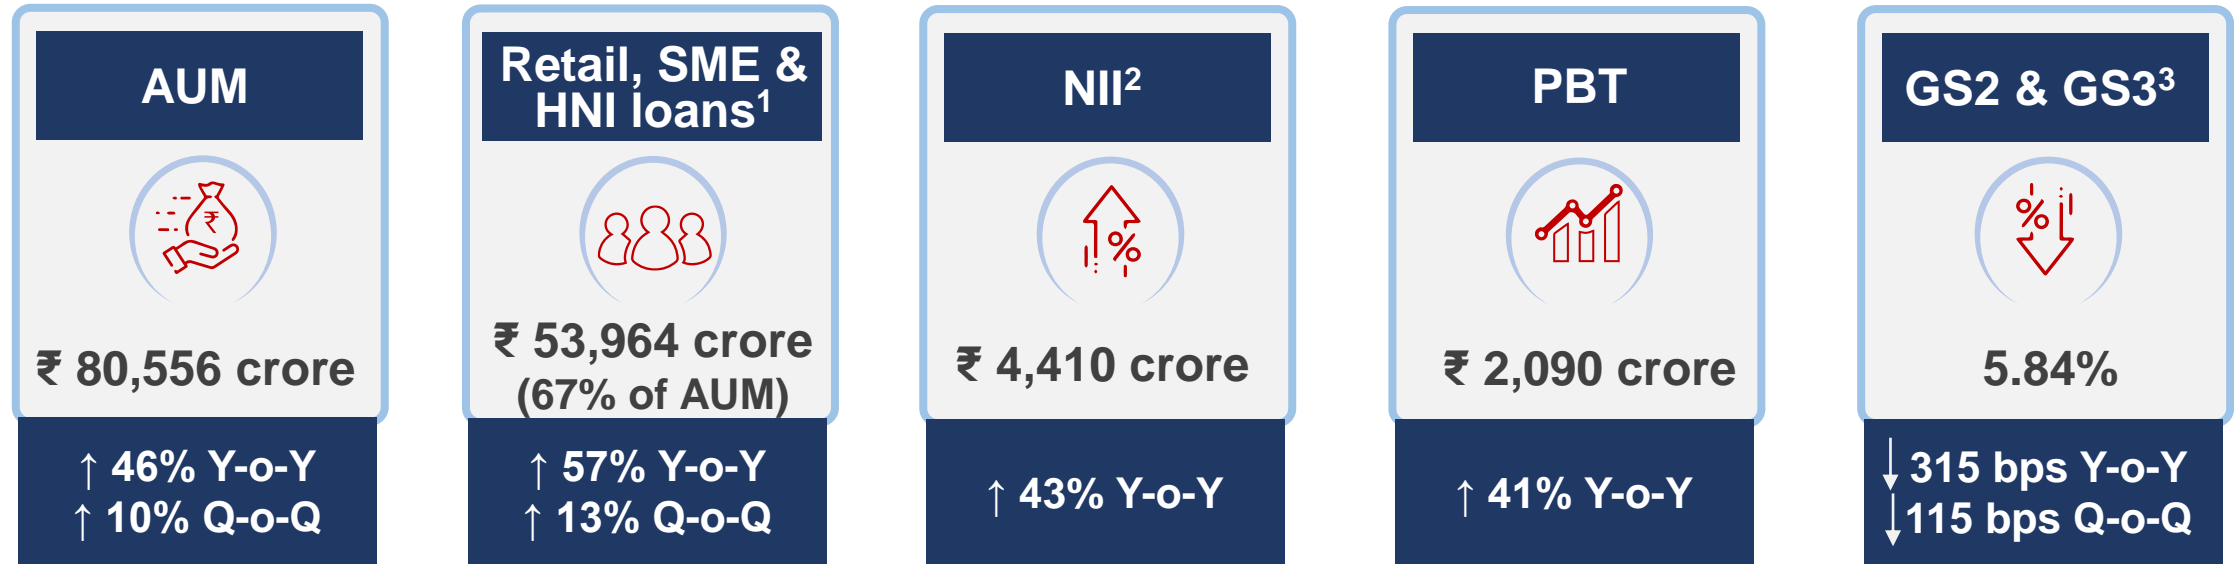 AUM
₹
₹ 80,556 crore
↑ 46% Y-o-Y
↑ 10% Q-o-Q
Retail, SME &
HNI loans¹
₹ 53,964 crore
(67% of AUM)
↑ 57% Y-o-Y
↑ 13% Q-o-Q
NII²
%
₹ 4,410 crore
↑ 43% Y-o-Y
PBT
₹ 2,090 crore
↑ 41% Y-o-Y
GS2 & GS3³
%
5.84%
↓ 315 bps Y-o-Y
↓ 115 bps Q-o-Q